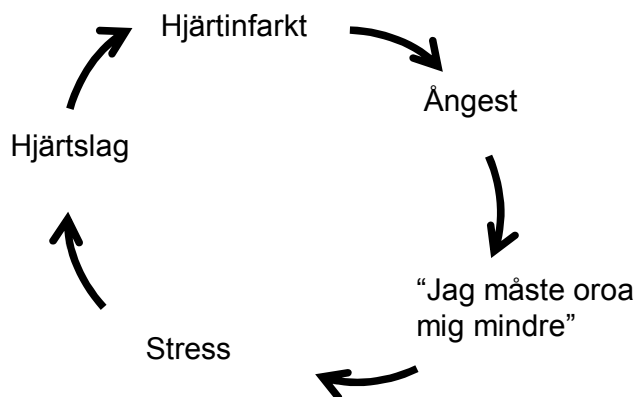 Hjärtinfarkt
Ångest
Hjärtslag
“Jag måste oroa
mig mindre”
Stress